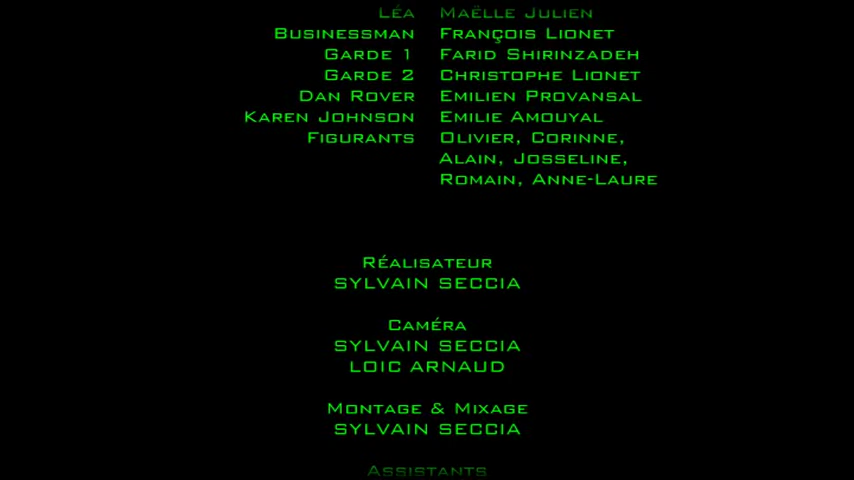 Léa Maëlle Julien
Businessman François Lionet
Garde 1 Farid Shirinzadeh
Garde 2 Christophe Lionet
Dan Rover Emilien Provansal
Karen Johnson Emilie Amouyal
Figurants Olivier, Corinne,
Alain, Josseline,
Romain, Anne-Laure
Réalisateur
SYLVAIN SECCIA
Caméra
SYLVAIN SECCIA
LOIC ARNAUD
Montage & Mixage
SYLVAIN SECCIA
Assistants